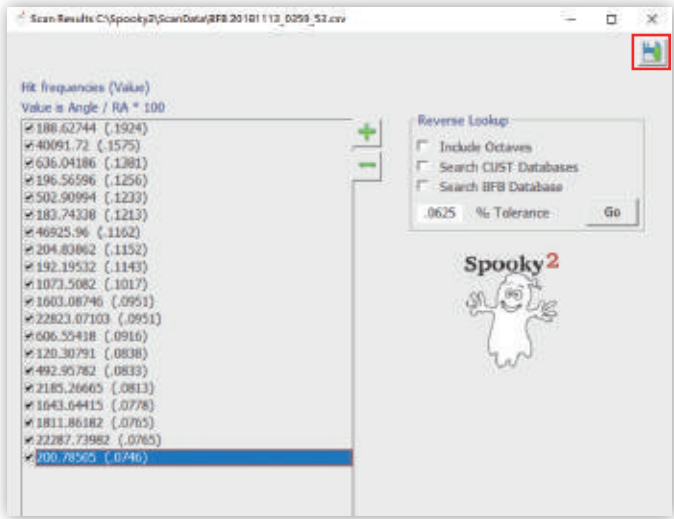 Scan Results C:\Spooky2\ScanData\BFB 20181113_0259_52.csv
Hit frequencies (Value)
Value is Angle / RA * 100
188.62744 (.1924)
40091.72 (.1575)
636.04186 (.1381)
196.56596 (.1256)
502.90994 (.1233)
183.74338 (.1213)
46925.96 (.1162)
204.83862 (.1152)
192.19532 (.1143)
1073.5082 (.1017)
1603.08746 (.0951)
22823.07103 (.0951)
606.55418 (.0916)
120.30791 (.0838)
492.95782 (.0833)
2185.26665 (.0813)
1643.64415 (.0778)
1811.86182 (.0765)
22287.73982 (.0765)
200.78505 (.0746)
Reverse Lookup
Include Octaves
Search CUST Databases
Search BFB Database
.0625 % Tolerance Go
Spooky2